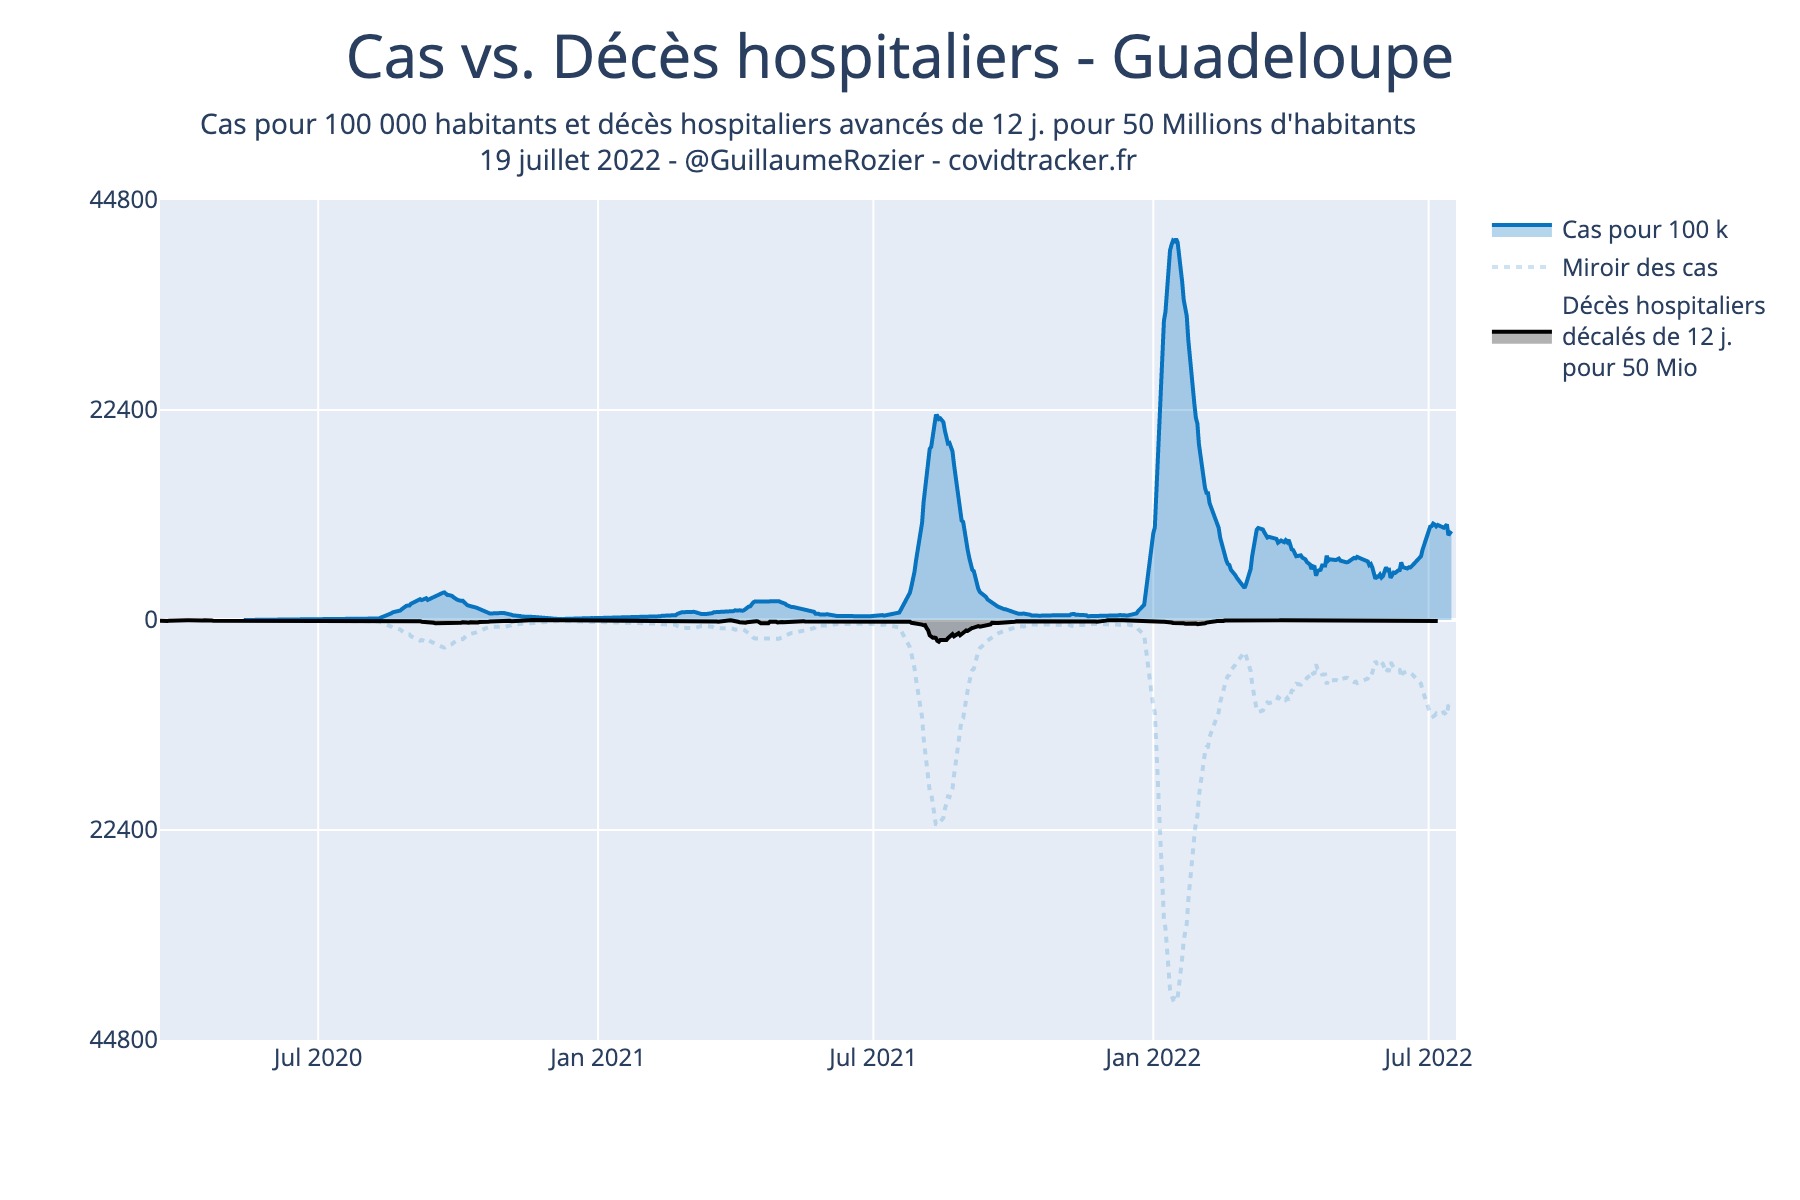 Cas vs. Décès hospitaliers - Guadeloupe
Cas pour 100 000 habitants et décès hospitaliers avancés de 12 j. pour 50 Millions d'habitants
19 juillet 2022 - @GuillaumeRozier - covidtracker.fr
44800
22400
0
22400
44800
Jul 2020
Jan 2021
Jul 2021
Jan 2022
Jul 2022
Cas pour 100 k
Miroir des cas
Décès hospitaliers
décalés de 12 j.
pour 50 Mio